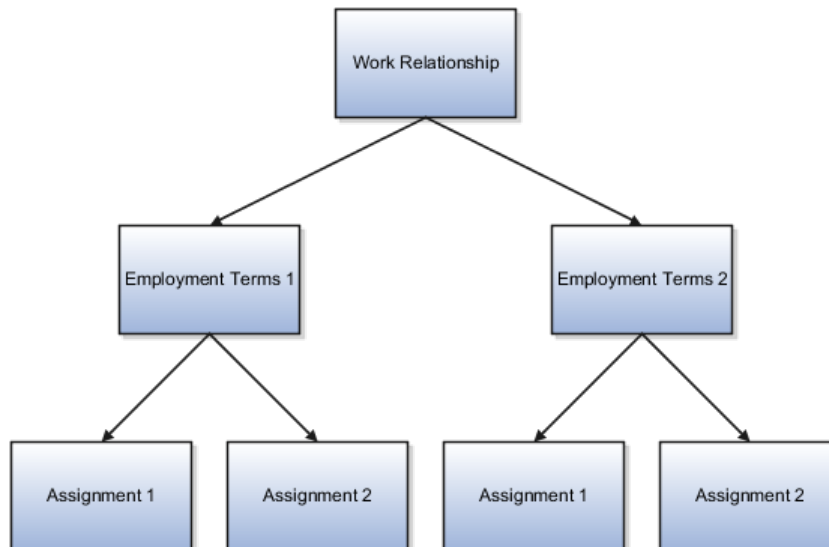 Work Relationship
Employment Terms 1
Employment Terms 2
Assignment 1
Assignment 2
Assignment 1
Assignment 2